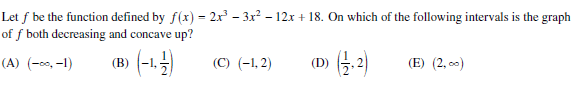 Let f be the function defined by f(x) = 2x³ – 3x² – 12x + 18. On which of the following intervals is the graph
of f both decreasing and concave up?
(A) (–∞, –1) (B) (–1, 1/2) (C) (–1, 2) (D) (1/2, 2) (E) (2, ∞)